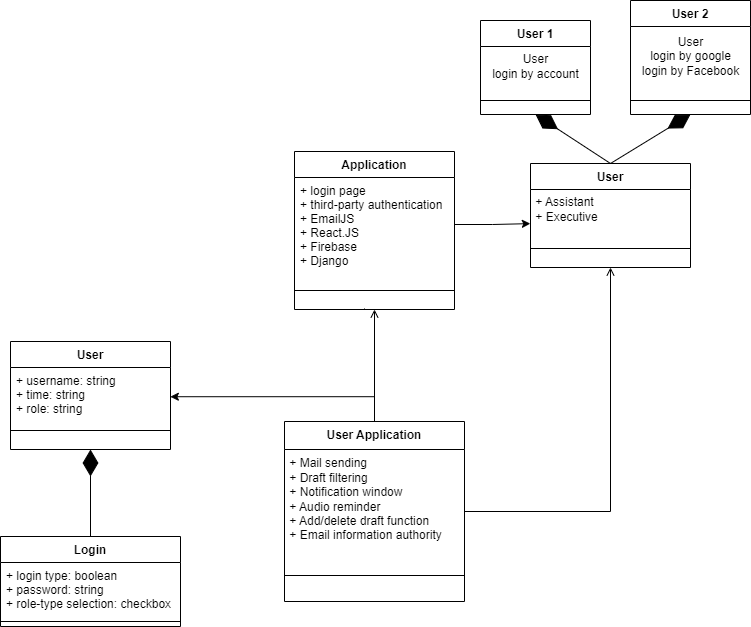 User 1
User
login by account
User 2
User
login by google
login by Facebook
Application
+ login page
+ third-party authentication
+ EmailJS
+ React.JS
+ Firebase
+ Django
User
+ Assistant
+ Executive
User
+ username: string
+ time: string
+ role: string
User Application
+ Mail sending
+ Draft filtering
+ Notification window
+ Audio reminder
+ Add/delete draft function
+ Email information authority
Login
+ login type: boolean
+ password: string
+ role-type selection: checkbox